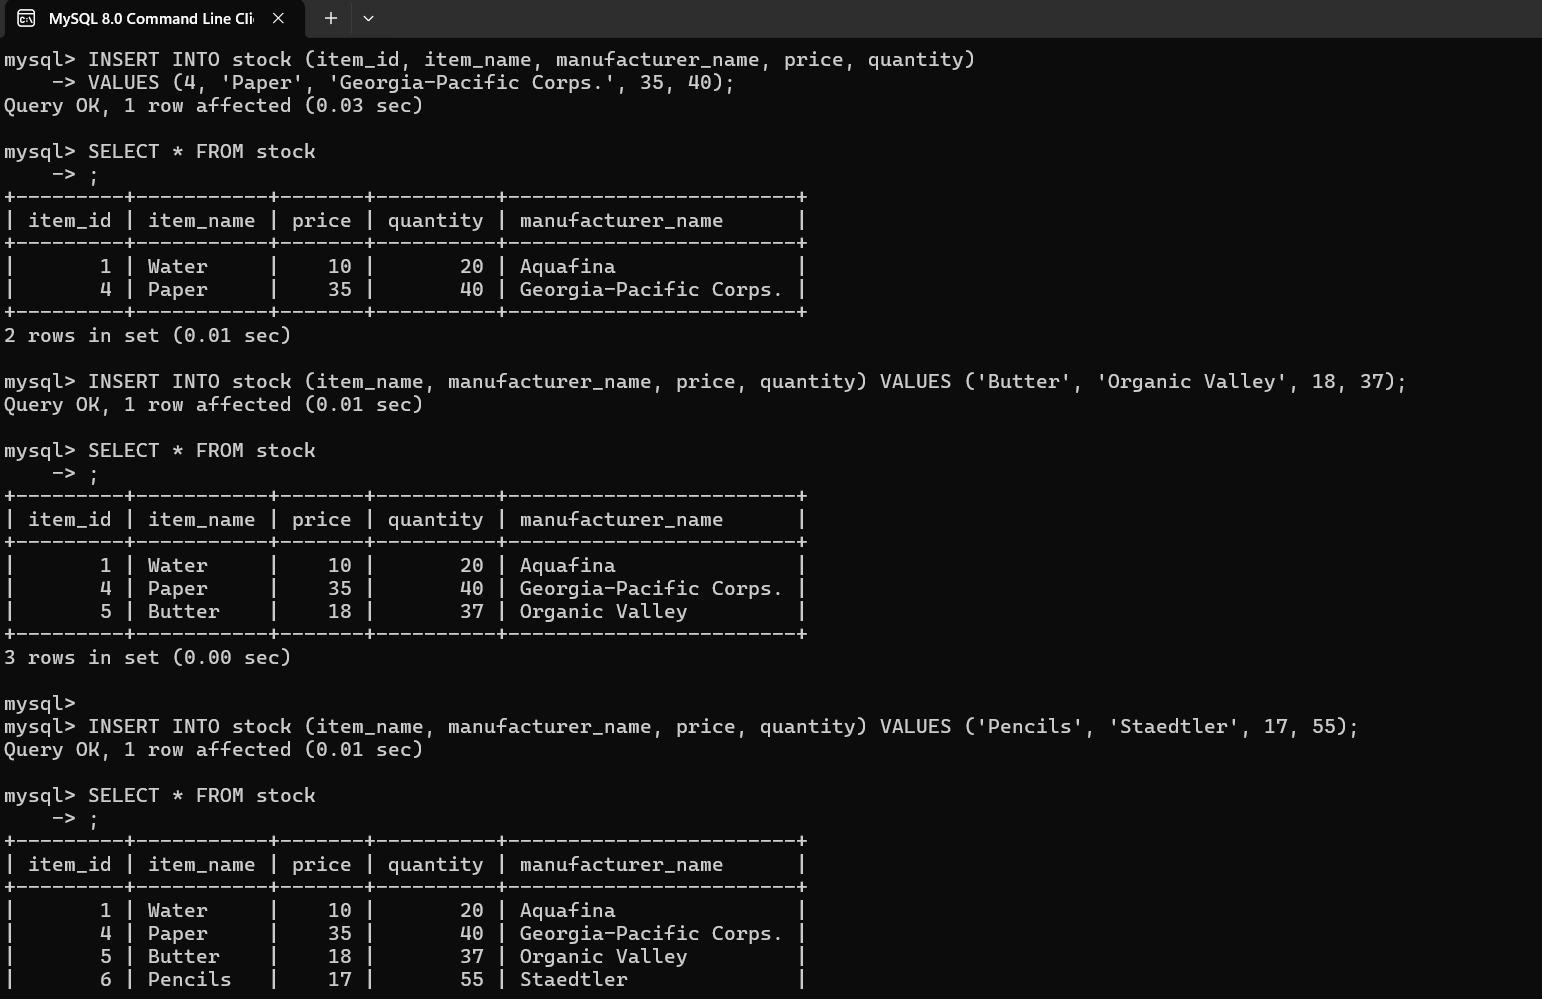 MySQL 8.0 Command Line Cli
mysql> INSERT INTO stock (item_id, item_name, manufacturer_name, price, quantity)
    -> VALUES (4, 'Paper', 'Georgia-Pacific Corps.', 35, 40);
Query OK, 1 row affected (0.03 sec)

mysql> SELECT * FROM stock
    -> ;
+---------+-----------+-------+----------+------------------------+
| item_id | item_name | price | quantity | manufacturer_name      |
+---------+-----------+-------+----------+------------------------+
|       1 | Water     |    10 |       20 | Aquafina               |
|       4 | Paper     |    35 |       40 | Georgia-Pacific Corps. |
+---------+-----------+-------+----------+------------------------+
2 rows in set (0.01 sec)

mysql> INSERT INTO stock (item_name, manufacturer_name, price, quantity) VALUES ('Butter', 'Organic Valley', 18, 37);
Query OK, 1 row affected (0.01 sec)

mysql> SELECT * FROM stock
    -> ;
+---------+-----------+-------+----------+------------------------+
| item_id | item_name | price | quantity | manufacturer_name      |
+---------+-----------+-------+----------+------------------------+
|       1 | Water     |    10 |       20 | Aquafina               |
|       4 | Paper     |    35 |       40 | Georgia-Pacific Corps. |
|       5 | Butter    |    18 |       37 | Organic Valley         |
+---------+-----------+-------+----------+------------------------+
3 rows in set (0.00 sec)

mysql>
mysql> INSERT INTO stock (item_name, manufacturer_name, price, quantity) VALUES ('Pencils', 'Staedtler', 17, 55);
Query OK, 1 row affected (0.01 sec)

mysql> SELECT * FROM stock
    -> ;
+---------+-----------+-------+----------+------------------------+
| item_id | item_name | price | quantity | manufacturer_name      |
+---------+-----------+-------+----------+------------------------+
|       1 | Water     |    10 |       20 | Aquafina               |
|       4 | Paper     |    35 |       40 | Georgia-Pacific Corps. |
|       5 | Butter    |    18 |       37 | Organic Valley         |
|       6 | Pencils   |    17 |       55 | Staedtler              |